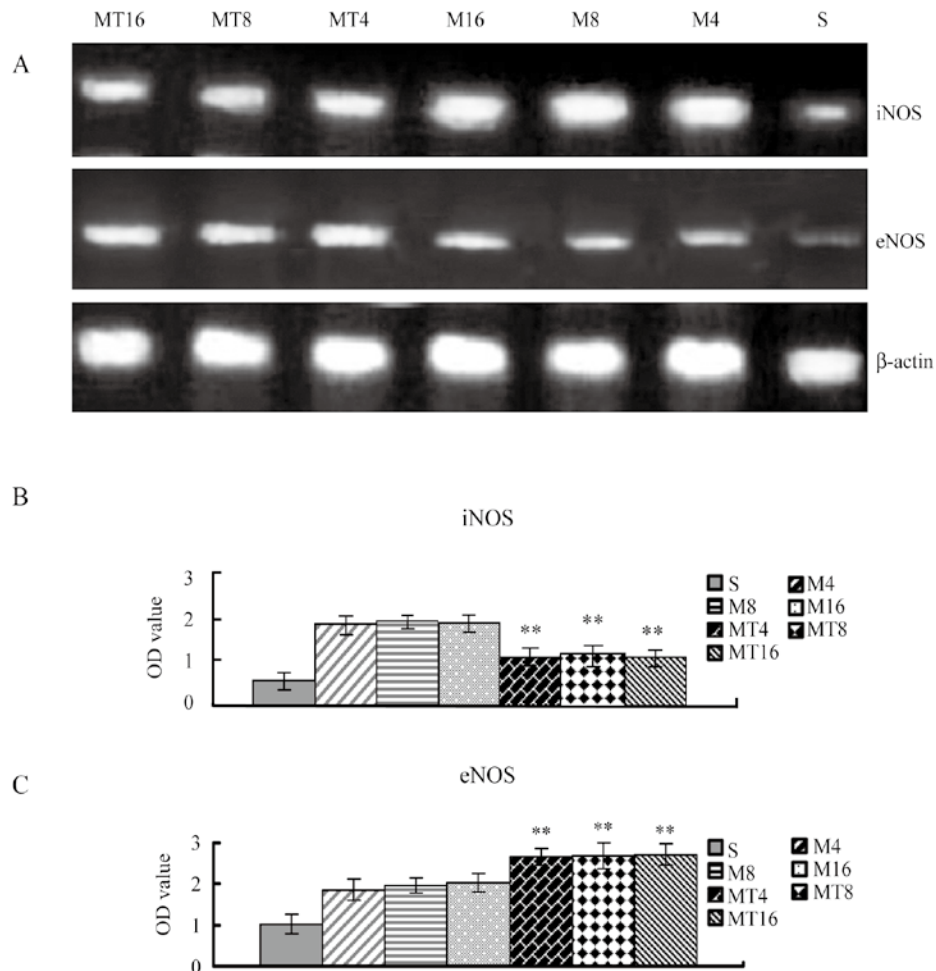 MT16 MT8 MT4 M16 M8 M4 S
A
iNOS
eNOS
β-actin
B
iNOS
OD value
3
2
1
0
** ** **
S M4
M8 M16
MT4 MT8
MT16
C
eNOS
OD value
3
2
1
0
** ** **
S M4
M8 M16
MT4 MT8
MT16